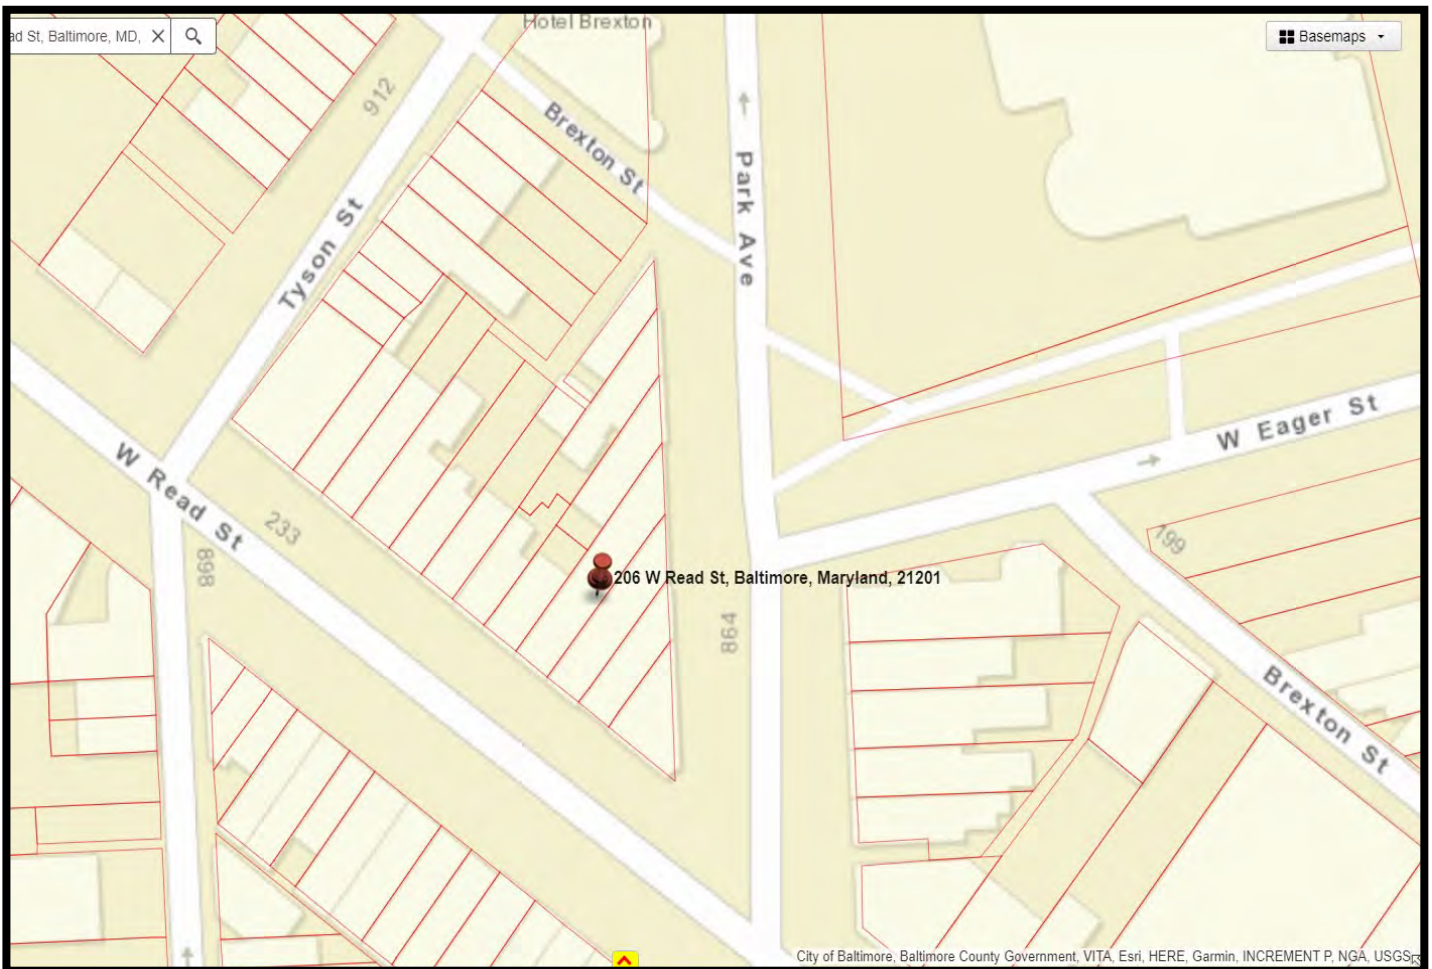 Hotel Brexton
ad St, Baltimore, MD,
Basemaps
912
Brexton St
Park Ave
Tyson St
W Eager St
W Read St
233
199
898
206 W Read St, Baltimore, Maryland, 21201
864
Brexton St
City of Baltimore, Baltimore County Government, VITA, Esri, HERE, Garmin, INCREMENT P, NGA, USGS